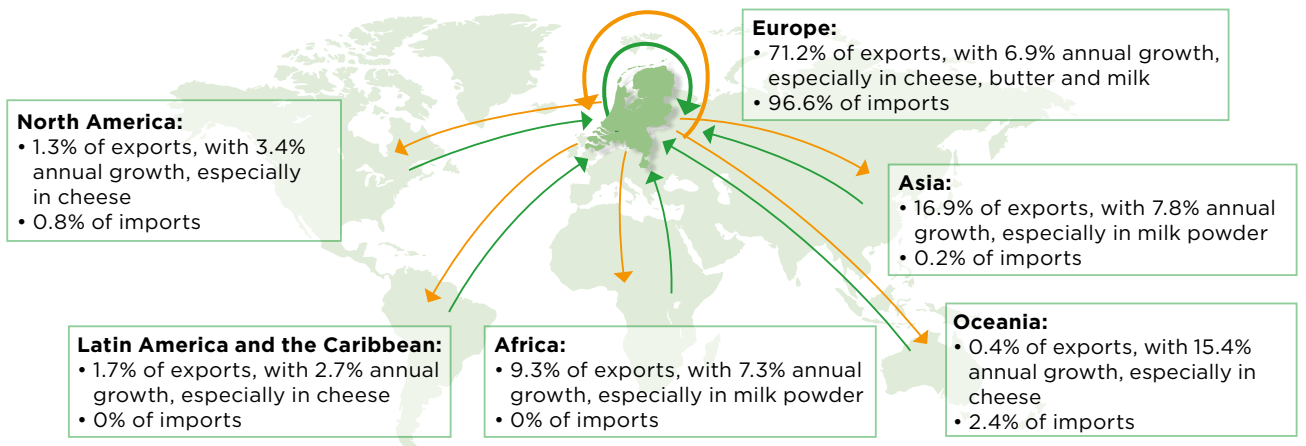 Europe:
• 71.2% of exports, with 6.9% annual growth,
especially in cheese, butter and milk
• 96.6% of imports
North America:
• 1.3% of exports, with 3.4%
annual growth, especially
in cheese
• 0.8% of imports
Asia:
• 16.9% of exports, with 7.8% annual
growth, especially in milk powder
• 0.2% of imports
Latin America and the Caribbean:
• 1.7% of exports, with 2.7% annual
growth, especially in cheese
• 0% of imports
Africa:
• 9.3% of exports, with 7.3% annual
growth, especially in milk powder
• 0% of imports
Oceania:
• 0.4% of exports, with 15.4%
annual growth, especially in
cheese
• 2.4% of imports